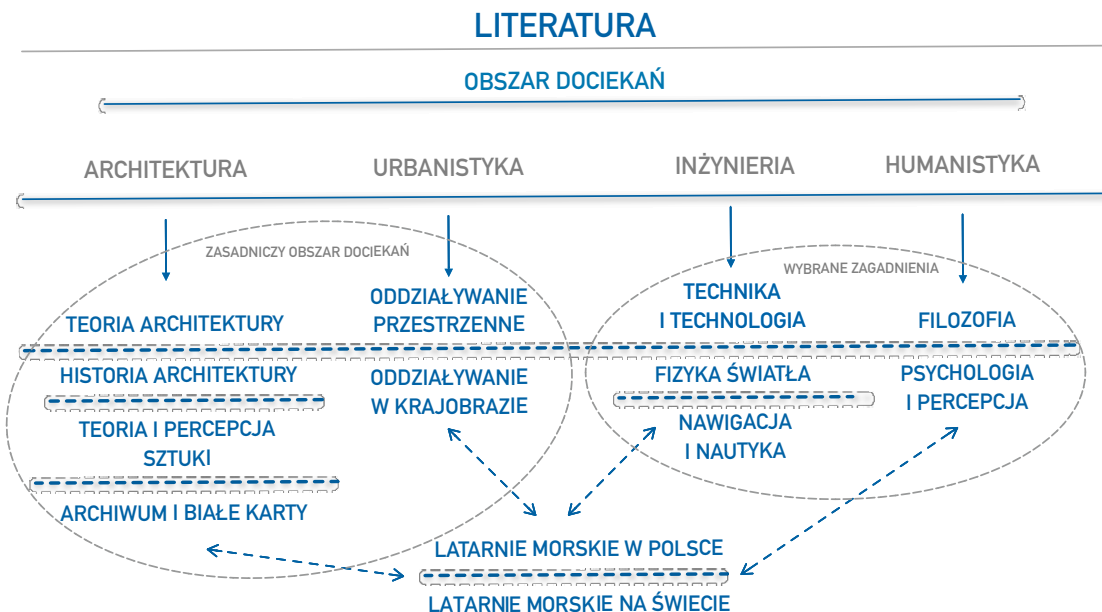 LITERATURA
OBSZAR DOCIEKAŃ
ARCHITEKTURA
URBANISTYKA
INŻYNIERIA
HUMANISTYKA
ZASADNICZY OBSZAR DOCIEKAŃ
WYBRANE ZAGADNIENIA
TEORIA ARCHITEKTURY
HISTORIA ARCHITEKTURY
TEORIA I PERCEPCJA
SZTUKI
ARCHIWUM I BIAŁE KARTY
ODDZIAŁYWANIE
PRZESTRZENNE
ODDZIAŁYWANIE
W KRAJOBRAZIE
TECHNIKA
I TECHNOLOGIA
FIZYKA ŚWIATŁA
NAWIGACJA
I NAUTYKA
FILOZOFIA
PSYCHOLOGIA
I PERCEPCJA
LATARNIE MORSKIE W POLSCE
LATARNIE MORSKIE NA ŚWIECIE